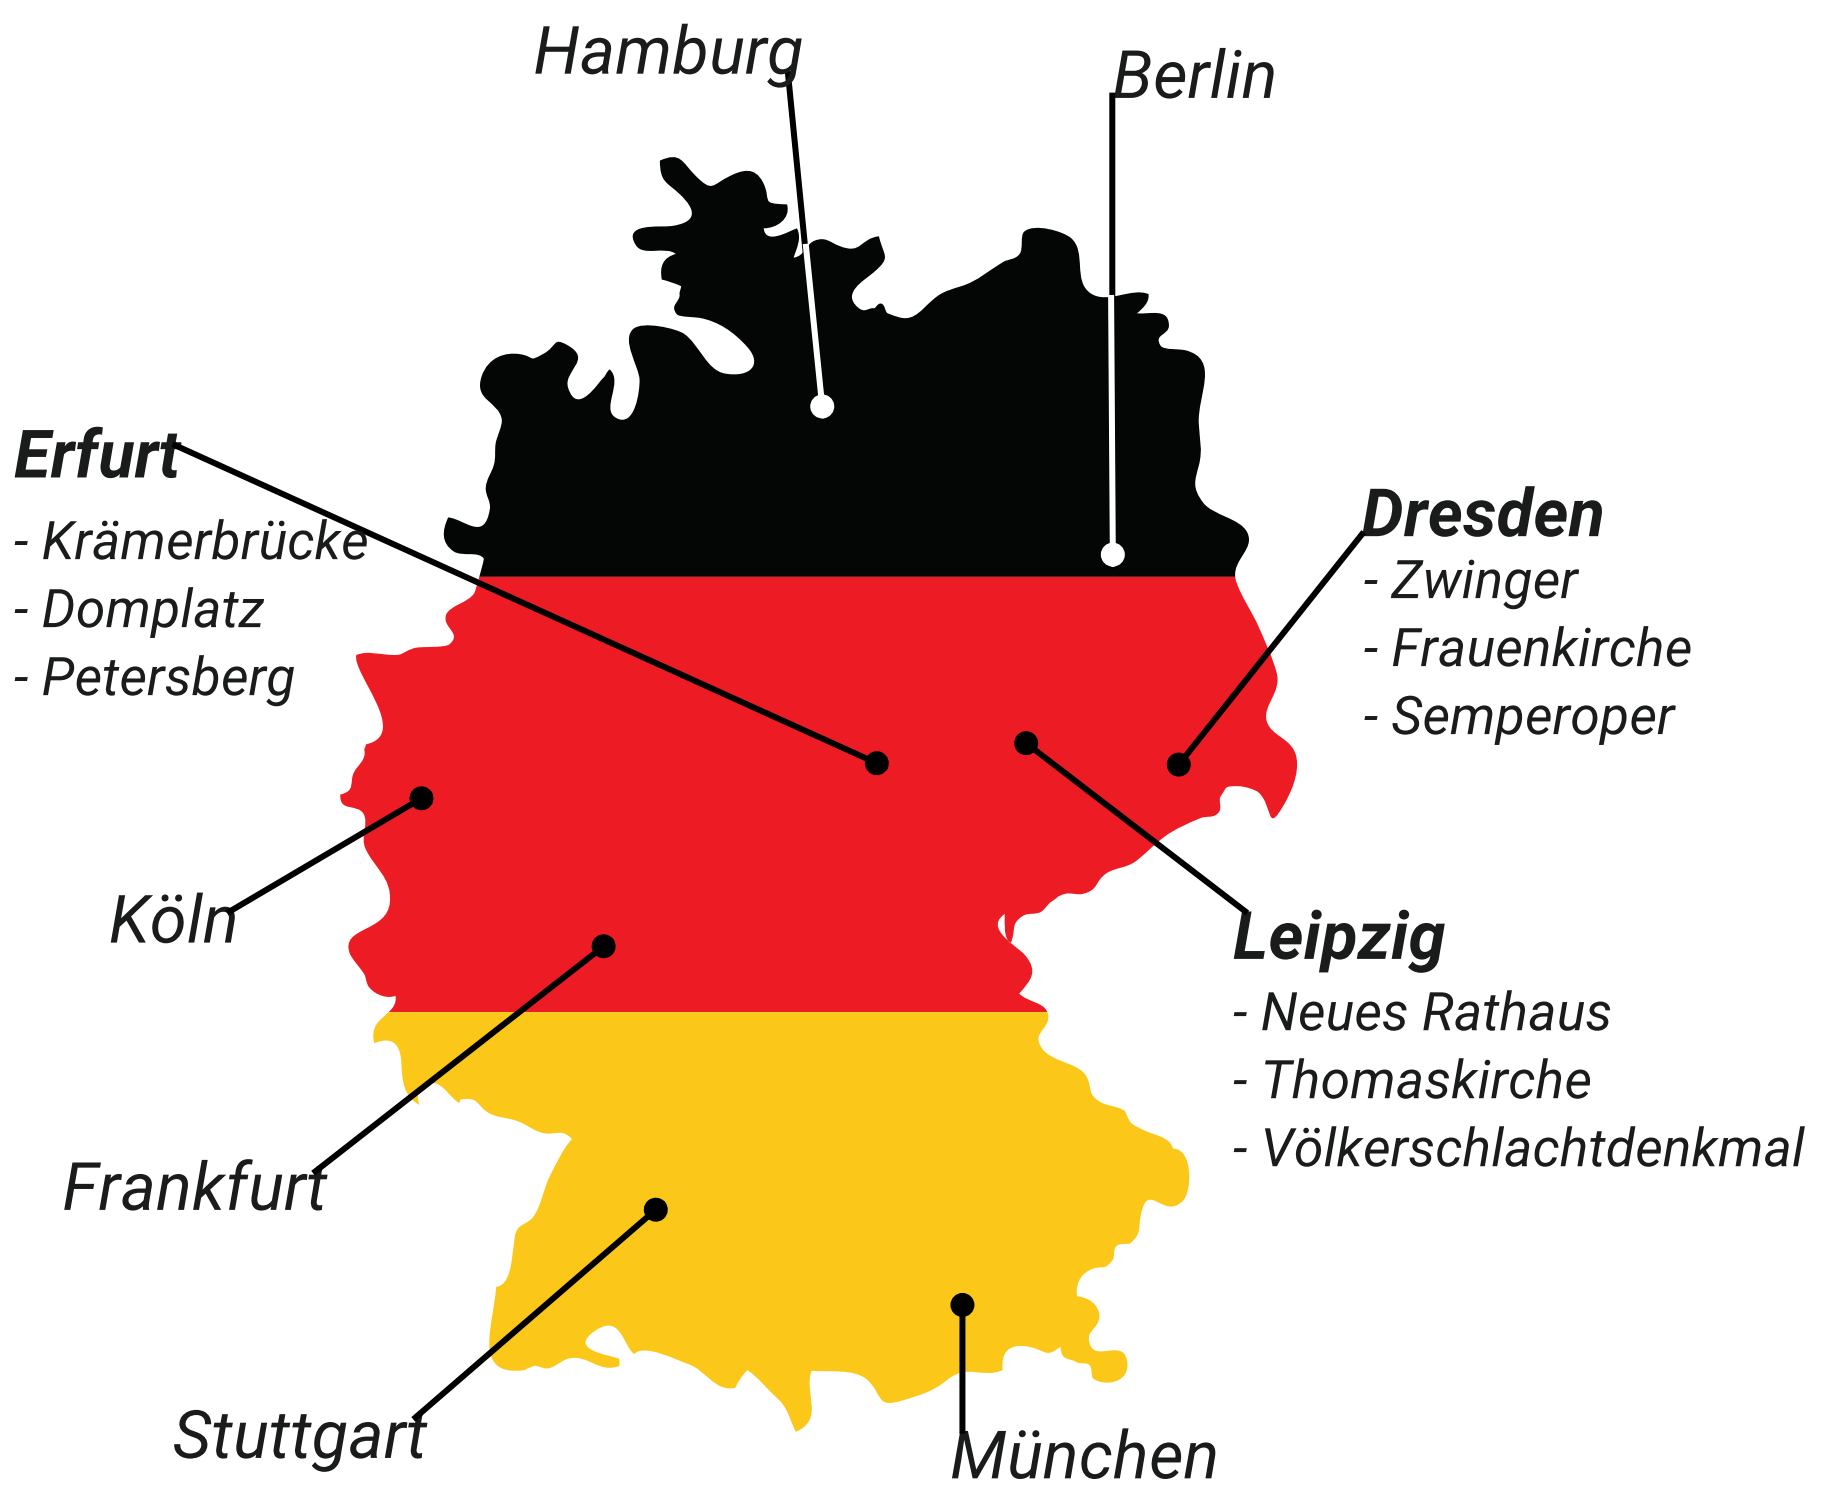 Hamburg
Berlin
Erfurt
- Krämerbrücke
- Domplatz
- Petersberg
Dresden
- Zwinger
- Frauenkirche
- Semperoper
Köln
Leipzig
- Neues Rathaus
- Thomaskirche
- Völkerschlachtdenkmal
Frankfurt
Stuttgart
München